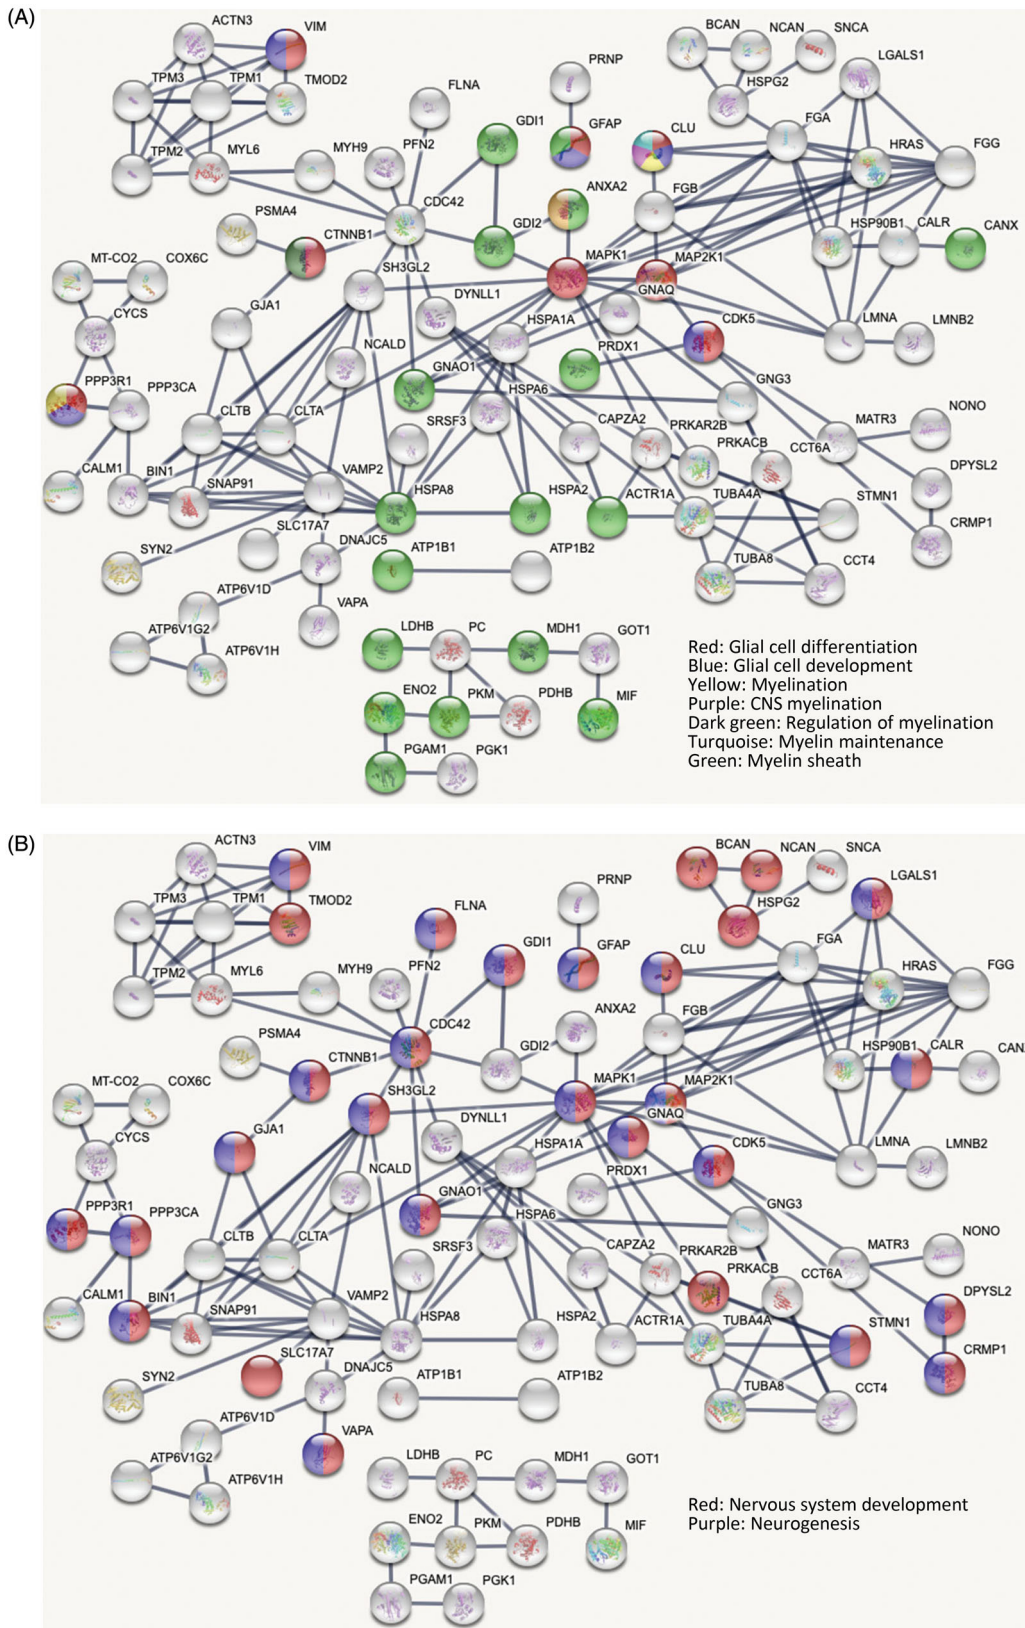 (A)
ACTN3
VIM
BCAN
NCAN
SNCA
PRNP
LGALS1
TPM3
TPM1
TMOD2
FLNA
HSPG2
GDI1
GFAP
CLU
FGA
TPM2
MYL6
MYH9
PFN2
HRAS
FGG
ANXA2
CDC42
FGB
PSMA4
CTNNB1
GDI2
HSP90B1
CALR
CANX
MT-CO2
COX6C
SH3GL2
MAPK1
MAP2K1
GNAQ
DYNLL1
GJA1
HSPA1A
CDK5
LMNA
LMNB2
CYCS
NCALD
PRDX1
GNAO1
PPP3R1
PPP3CA
HSPA6
GNG3
CLTB
CLTA
SRSF3
CAPZA2
PRKAR2B
MATR3
NONO
PRKACB
CCT6A
CALM1
BIN1
SNAP91
VAMP2
DPYSL2
HSPA8
HSPA2
ACTR1A
TUBA4A
STMN1
SLC17A7
CRMP1
SYN2
DNAJC5
ATP1B1
ATP1B2
TUBA8
CCT4
ATP6V1D
VAPA
ATP6V1G2
ATP6V1H
LDHB
PC
MDH1
GOT1
ENO2
PKM
PDHB
MIF
PGAM1
PGK1
Red: Glial cell differentiation
Blue: Glial cell development
Yellow: Myelination
Purple: CNS myelination
Dark green: Regulation of myelination
Turquoise: Myelin maintenance
Green: Myelin sheath
(B)
ACTN3
VIM
BCAN
NCAN
SNCA
PRNP
LGALS1
TPM3
TPM1
TMOD2
FLNA
HSPG2
GDI1
GFAP
CLU
FGA
TPM2
MYL6
MYH9
PFN2
HRAS
FGG
ANXA2
CDC42
FGB
PSMA4
CTNNB1
GDI2
HSP90B1
CALR
CAN
MT-CO2
COX6C
SH3GL2
MAPK1
MAP2K1
GNAQ
DYNLL1
GJA1
HSPA1A
CDK5
LMNA
LMNB2
CYCS
NCALD
PRDX1
GNAO1
PPP3R1
PPP3CA
HSPA6
GNG3
CLTB
CLTA
SRSF3
CAPZA2
PRKAR2B
MATR3
NONO
PRKACB
CCT6A
CALM1
BIN1
SNAP91
VAMP2
DPYSL2
HSPA8
HSPA2
ACTR1A
TUBA4A
STMN1
SLC17A7
CRMP1
SYN2
DNAJC5
ATP1B1
ATP1B2
TUBA8
CCT4
ATP6V1D
VAPA
ATP6V1G2
ATP6V1H
LDHB
PC
MDH1
GOT1
ENO2
PKM
PDHB
MIF
PGAM1
PGK1
Red: Nervous system development
Purple: Neurogenesis